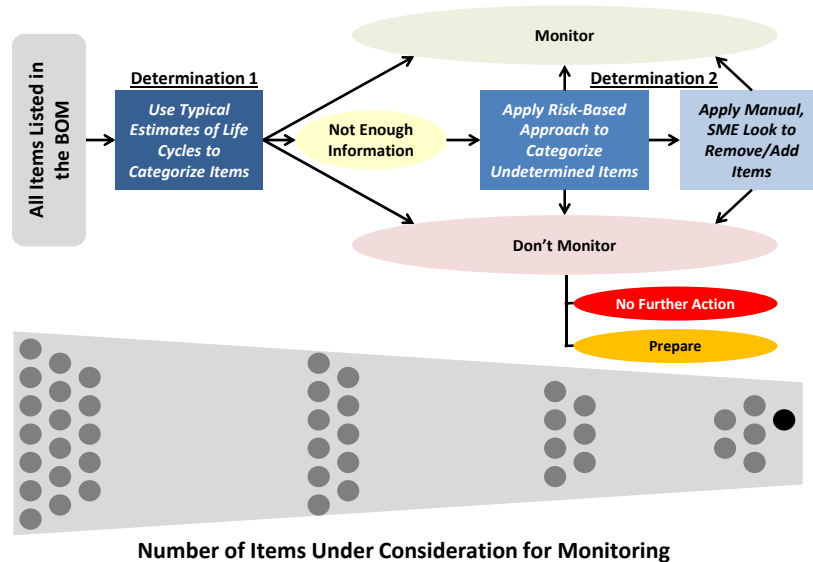 All Items Listed in
the BOM
Determination 1
Use Typical
Estimates of Life
Cycles to
Categorize Items
Monitor
Not Enough
Information
Determination 2
Apply Risk-Based
Approach to
Categorize
Undetermined Items
Apply Manual,
SME Look to
Remove/Add
Items
Don’t Monitor
No Further Action
Prepare
Number of Items Under Consideration for Monitoring